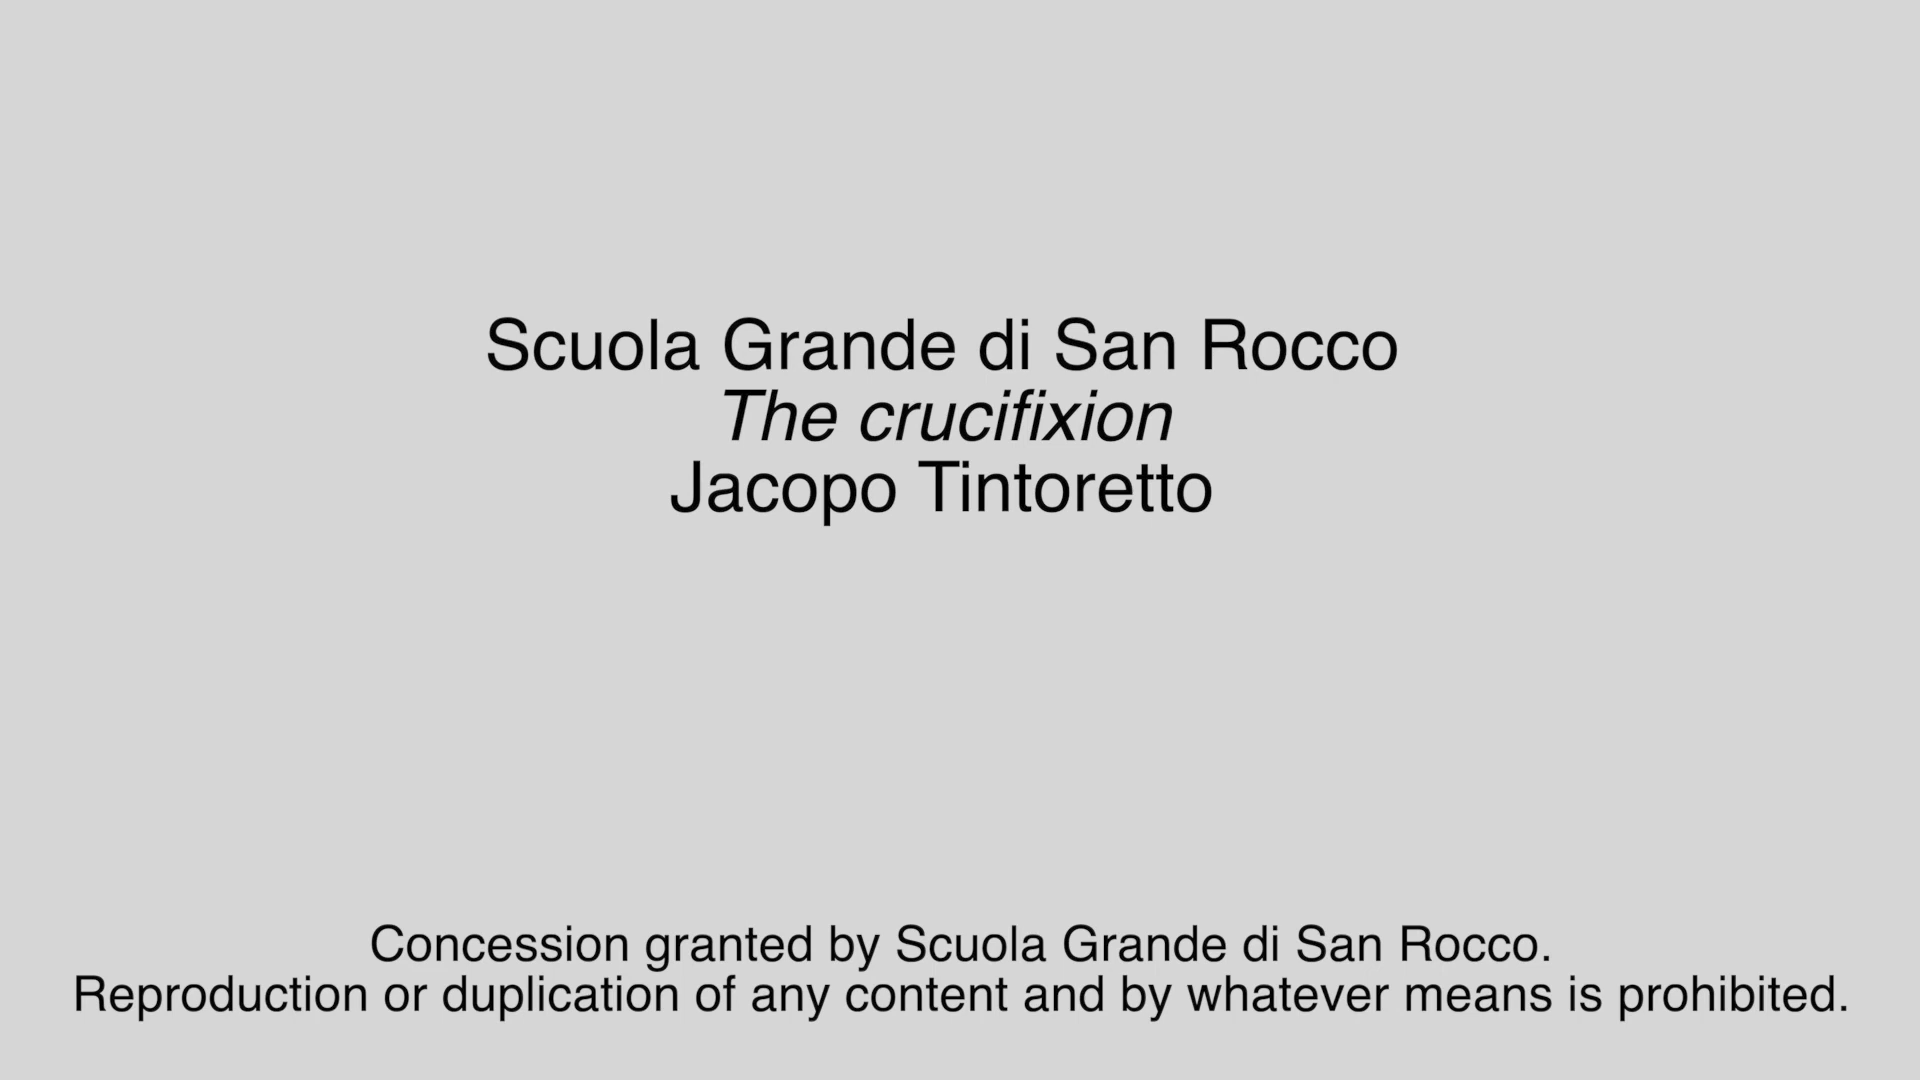 Scuola Grande di San Rocco
The crucifixion
Jacopo Tintoretto
Concession granted by Scuola Grande di San Rocco.
Reproduction or duplication of any content and by whatever means is prohibited.